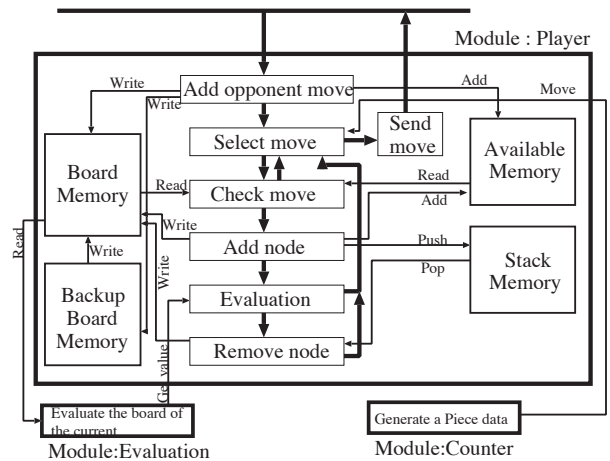 Module : Player
Write
Add opponent move
Add
Move
Write
Select move
Send
move
Available
Memory
Board
Memory
Read
Check move
Read
Add
Write
Read
Add node
Push
Pop
Stack
Memory
Write
Write
Backup
Board
Memory
Evaluation
Remove node
Get value
Evaluate the board of
the current
Module:Evaluation
Generate a Piece data
Module:Counter